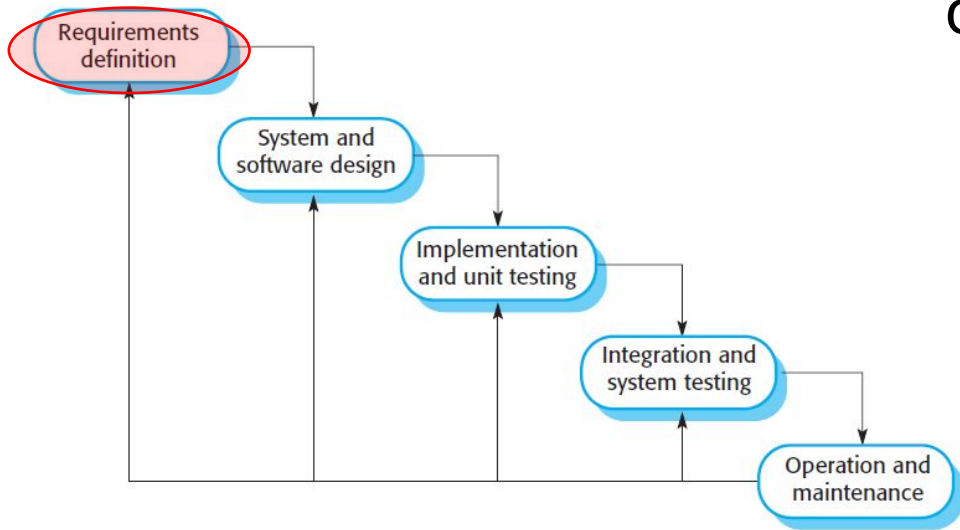 Requirements
definition
System and
software design
Implementation
and unit testing
Integration and
system testing
Operation and
maintenance